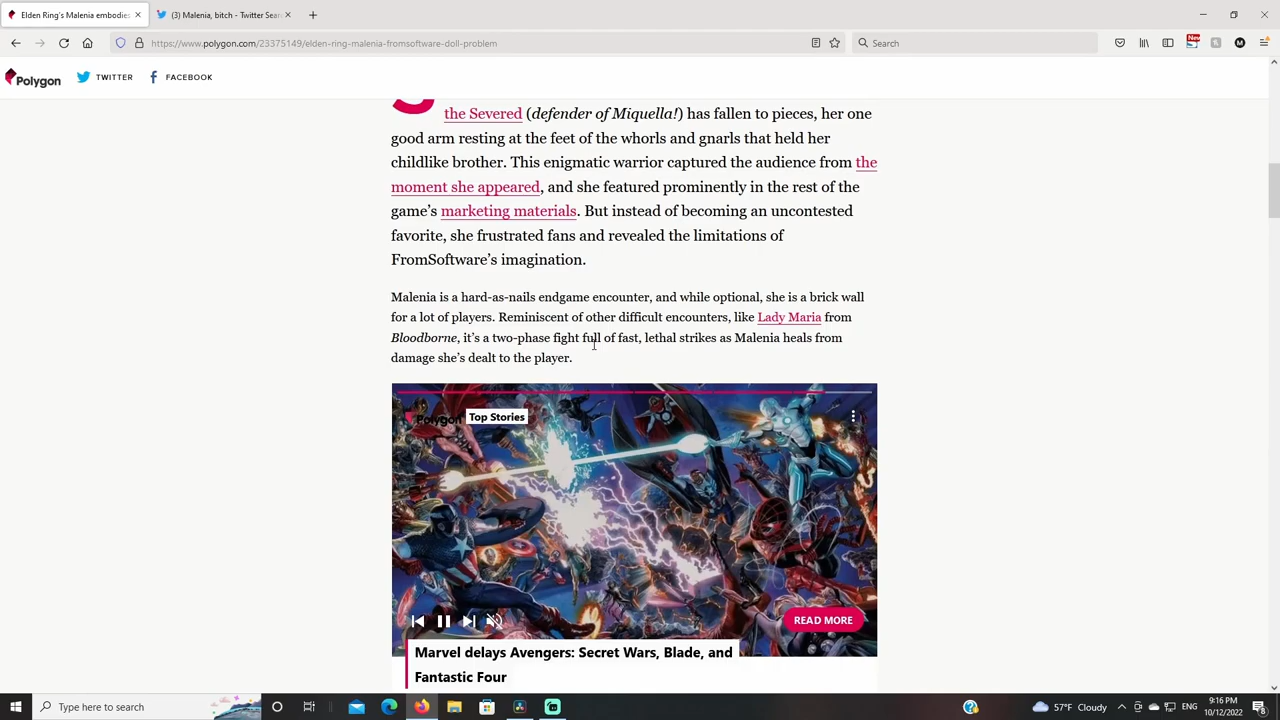 Elden Ring's Malenia embodies
(3) Malenia, bitch - Twitter Sear
https://www.polygon.com/23375149/elden-ring-malenia-fromsoftware-doll-problem
Search
New
M
Polygon
TWITTER
FACEBOOK
the Severed (defender of Miquella!) has fallen to pieces, her one
good arm resting at the feet of the whorls and gnarls that held her
childlike brother. This enigmatic warrior captured the audience from the
moment she appeared, and she featured prominently in the rest of the
game's marketing materials. But instead of becoming an uncontested
favorite, she frustrated fans and revealed the limitations of
FromSoftware's imagination.
Malenia is a hard-as-nails endgame encounter, and while optional, she is a brick wall
for a lot of players. Reminiscent of other difficult encounters, like Lady Maria from
Bloodborne, it's a two-phase fight full of fast, lethal strikes as Malenia heals from
damage she's dealt to the player.
Polygon
Top Stories
READ MORE
Marvel delays Avengers: Secret Wars, Blade, and
Fantastic Four
Type here to search
57°F Cloudy
9:16 PM
10/12/2022
8